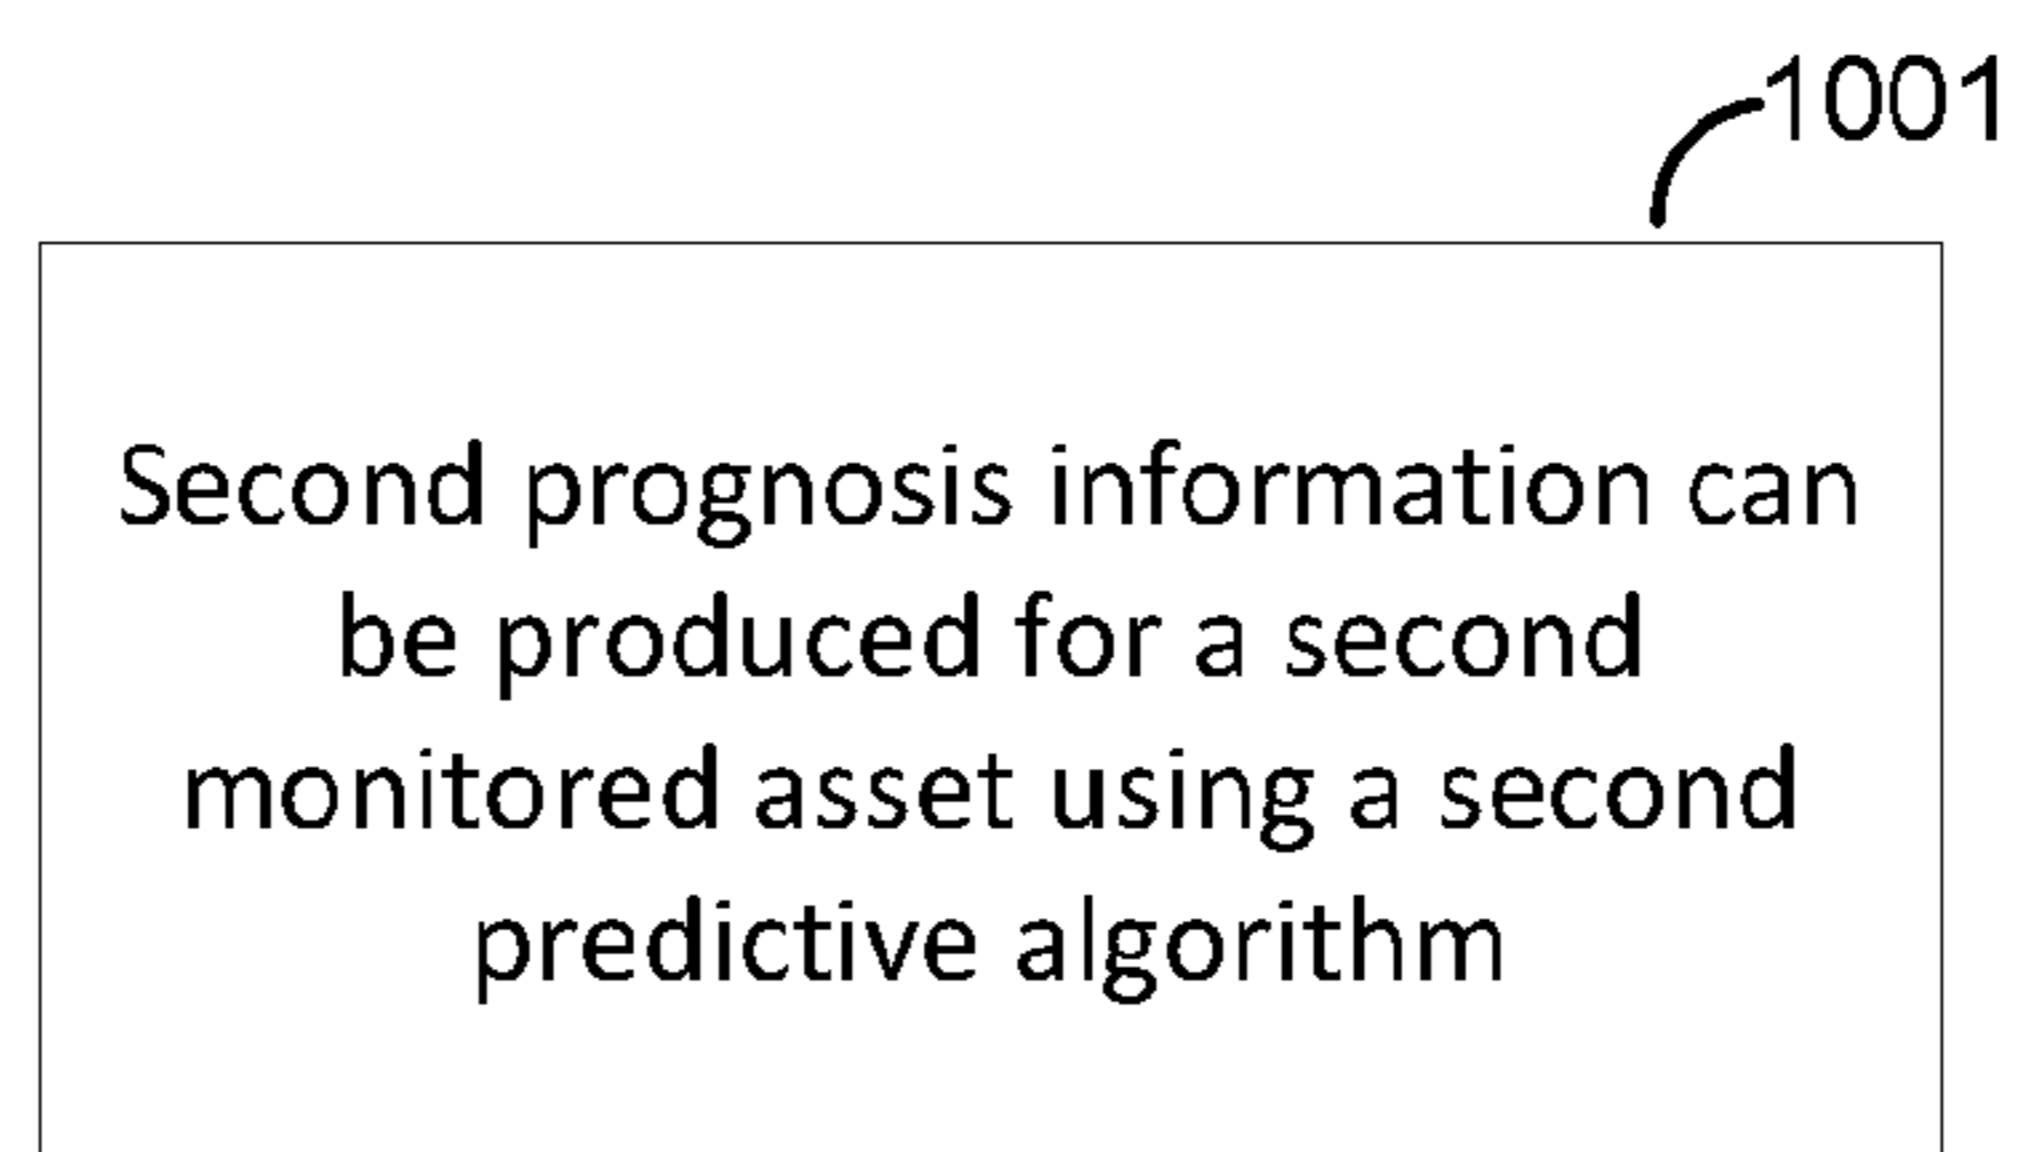 1001
Second prognosis information can
be produced for a second
monitored asset using a second
predictive algorithm